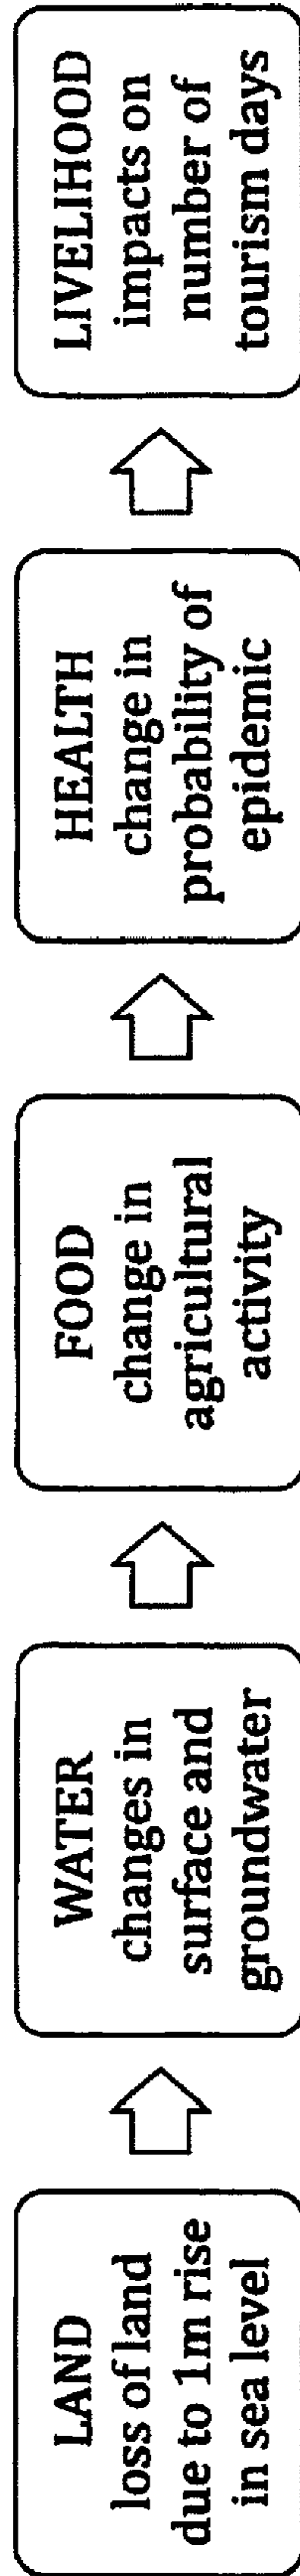 LAND
loss of land
due to 1m rise
in sea level
WATER
changes in
surface and
groundwater
FOOD
change in
agricultural
activity
HEALTH
change in
probability of
epidemic
LIVELIHOOD
impacts on
number of
tourism days